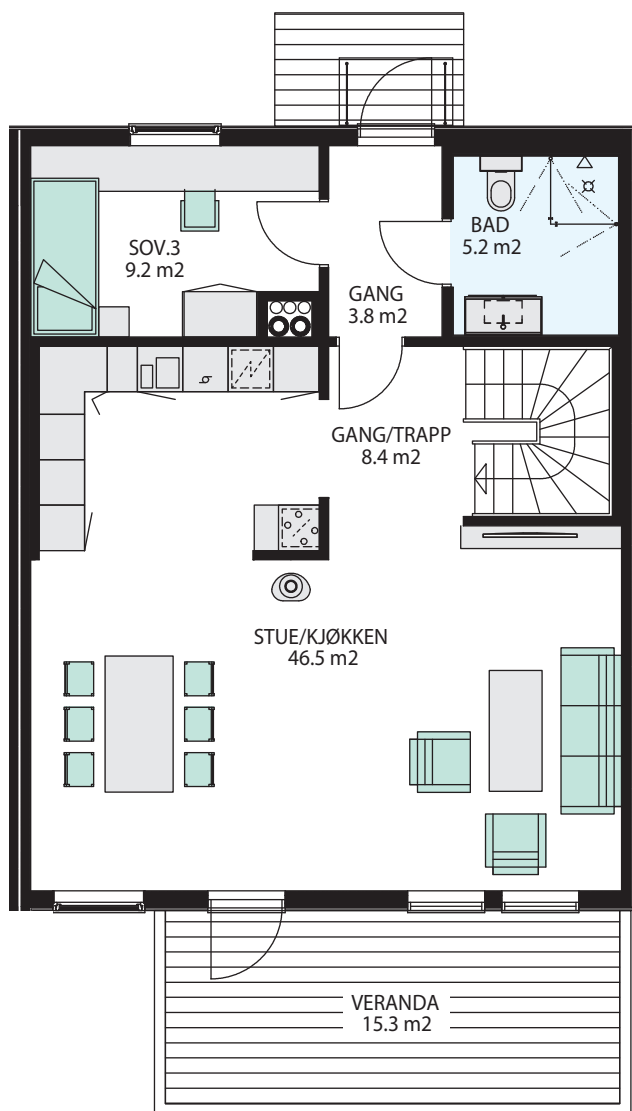 SOV.3
9.2 m2
BAD
5.2 m2
GANG
3.8 m2
GANG/TRAPP
8.4 m2
STUE/KJØKKEN
46.5 m2
VERANDA
15.3 m2